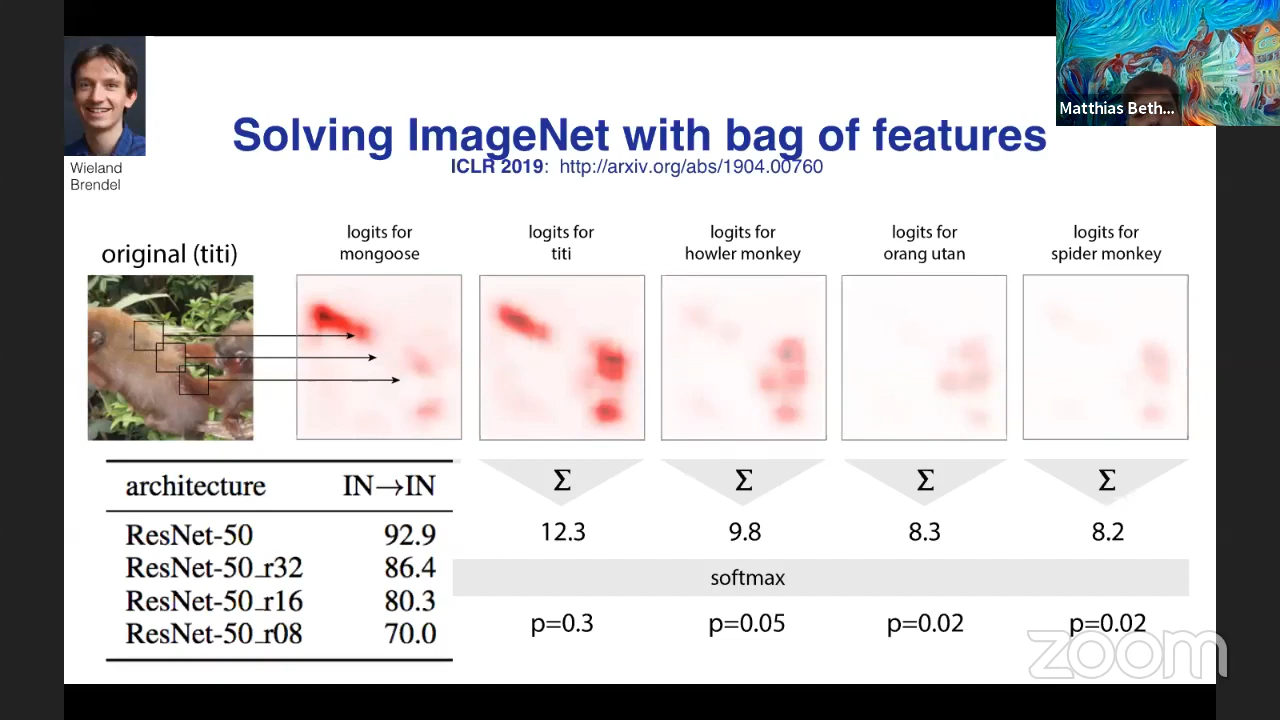 Matthias Beth...
Solving ImageNet with bag of features
ICLR 2019: http://arxiv.org/abs/1904.00760
Wieland
Brendel
original (titi)
logits for
mongoose
logits for
titi
logits for
howler monkey
logits for
orang utan
logits for
spider monkey
architecture IN→IN
ResNet-50 92.9
ResNet-50_r32 86.4
ResNet-50_r16 80.3
ResNet-50_r08 70.0
Σ Σ Σ Σ
12.3 9.8 8.3 8.2
softmax
p=0.3 p=0.05 p=0.02 p=0.02
zoom